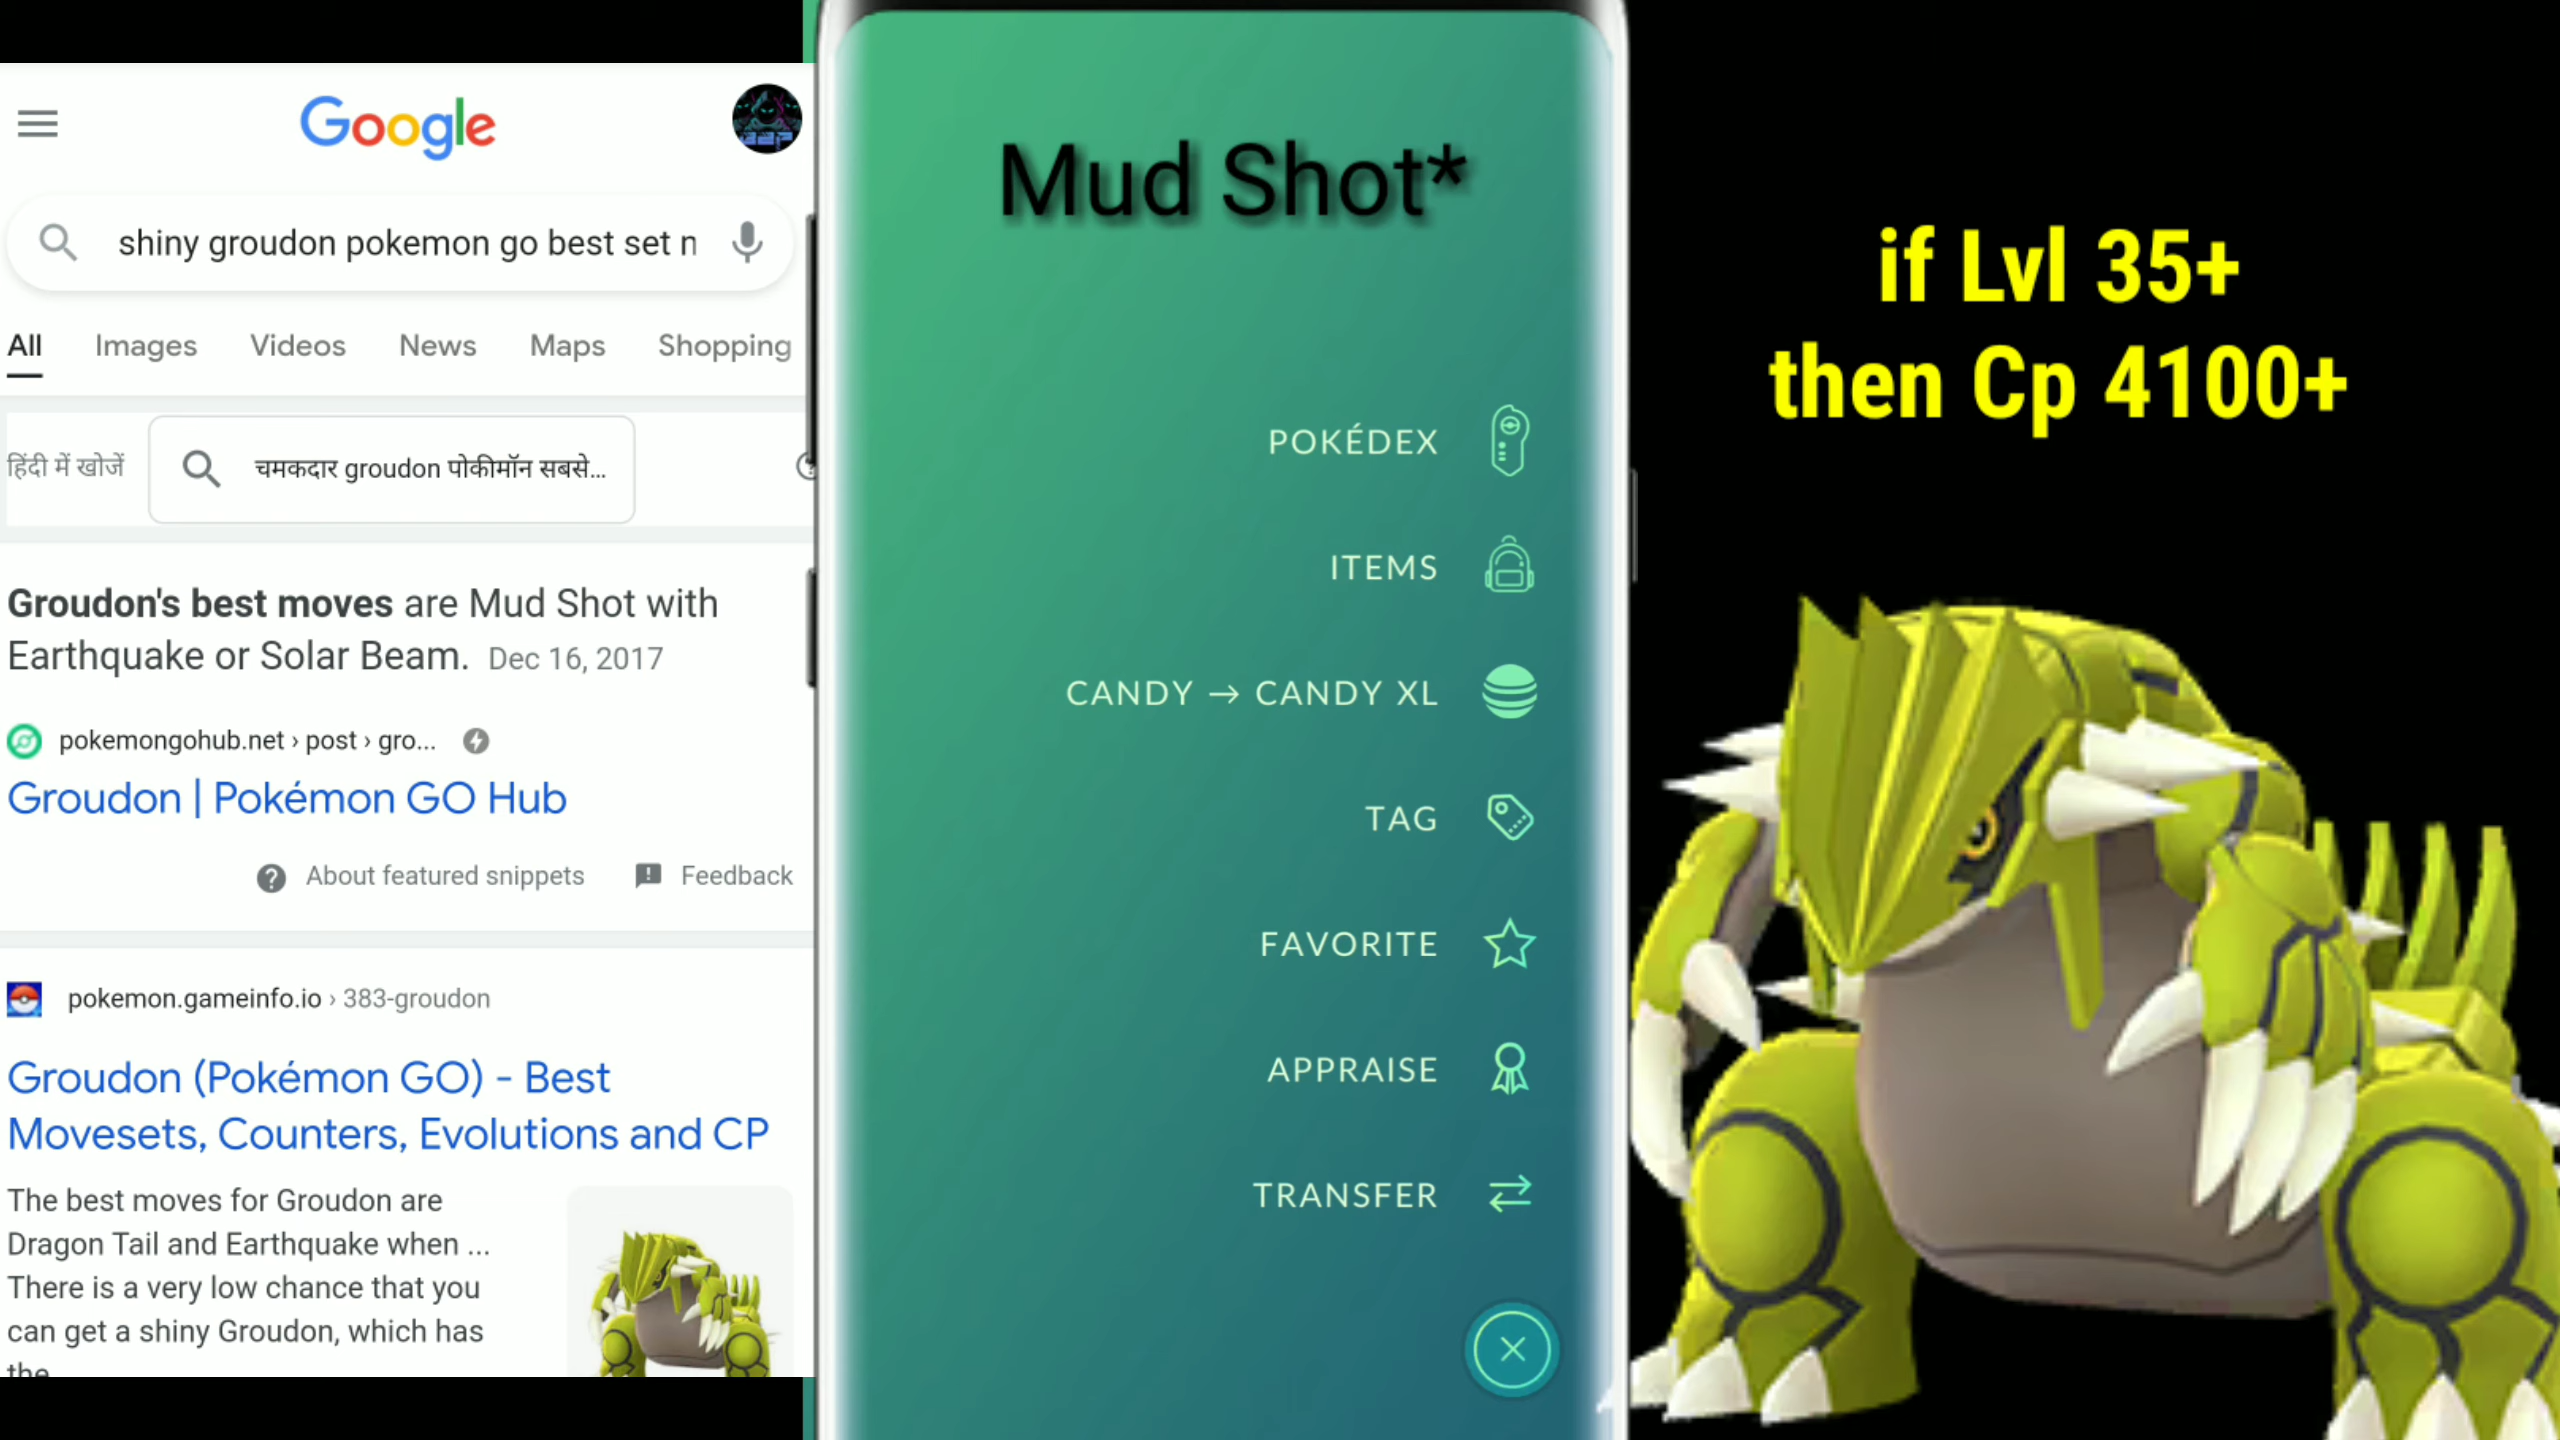 Google
shiny groudon pokemon go best set n
All Images Videos News Maps Shopping
हिंदी में खोजें चमकदार groudon पोकीमॉन सबसे...
Groudon's best moves are Mud Shot with
Earthquake or Solar Beam. Dec 16, 2017
pokemongohub.net › post › gro...
Groudon | Pokémon GO Hub
About featured snippets Feedback
pokemon.gameinfo.io › 383-groudon
Groudon (Pokémon GO) - Best
Movesets, Counters, Evolutions and CP
The best moves for Groudon are
Dragon Tail and Earthquake when ...
There is a very low chance that you
can get a shiny Groudon, which has
the
Mud Shot*
POKÉDEX
ITEMS
CANDY → CANDY XL
TAG
FAVORITE
APPRAISE
TRANSFER
if Lvl 35+
then Cp 4100+